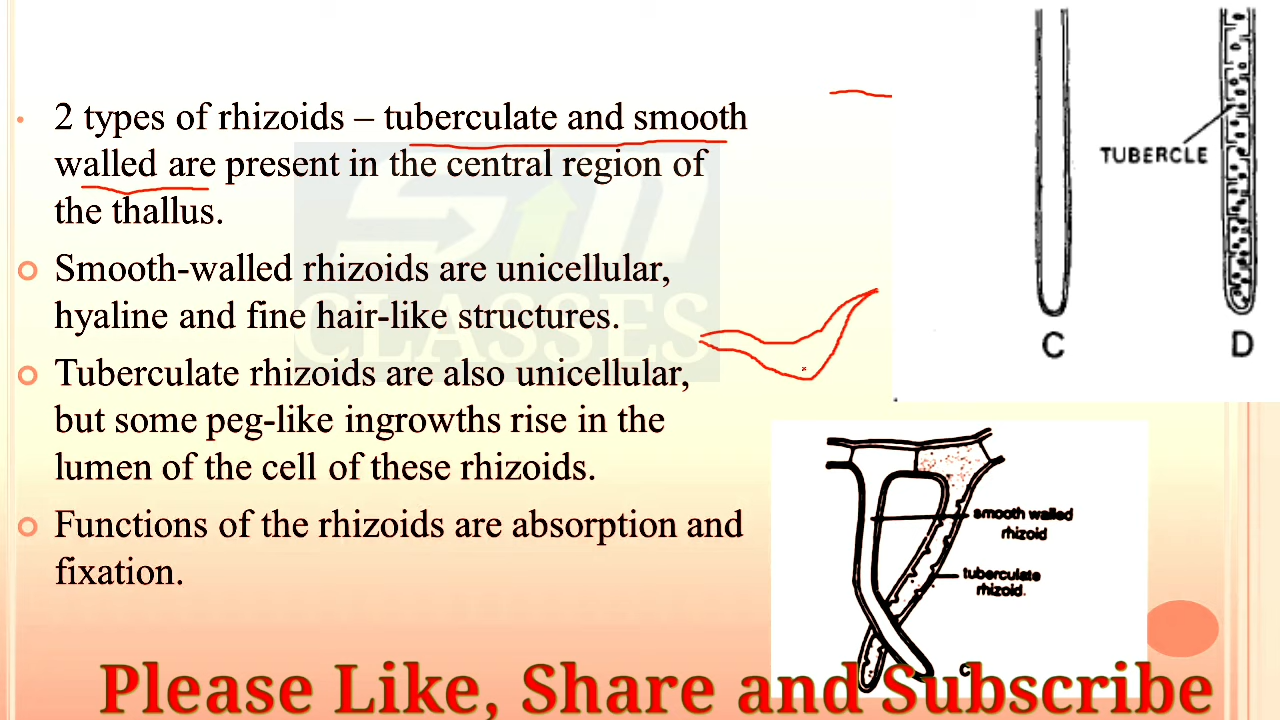 2 types of rhizoids – tuberculate and smooth
walled are present in the central region of
the thallus.
Smooth-walled rhizoids are unicellular,
hyaline and fine hair-like structures.
Tuberculate rhizoids are also unicellular,
but some peg-like ingrowths rise in the
lumen of the cell of these rhizoids.
Functions of the rhizoids are absorption and
fixation.
TUBERCLE
C
D
smooth walled
rhizoid
tuberculate
rhizoid.
SM
CLASSES
Please Like, Share and Subscribe